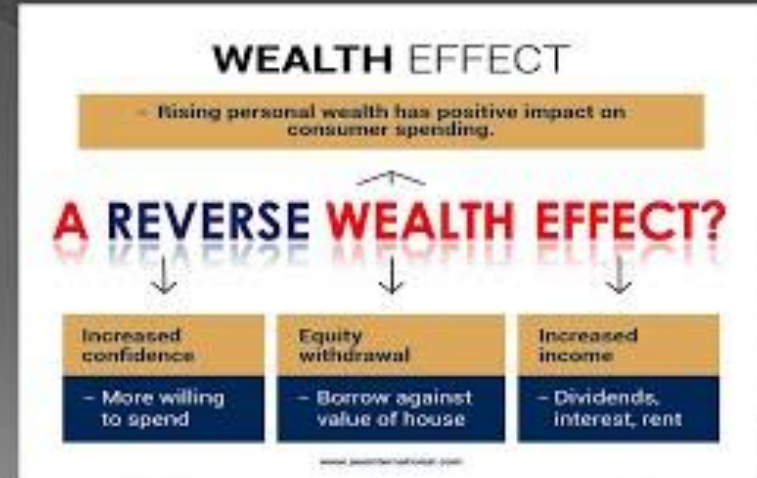 WEALTH EFFECT
- Rising personal wealth has positive impact on
consumer spending.
A REVERSE WEALTH EFFECT?
Increased
confidence
Equity
withdrawal
Increased
income
- More willing
to spend
- Borrow against
value of house
- Dividends,
interest, rent